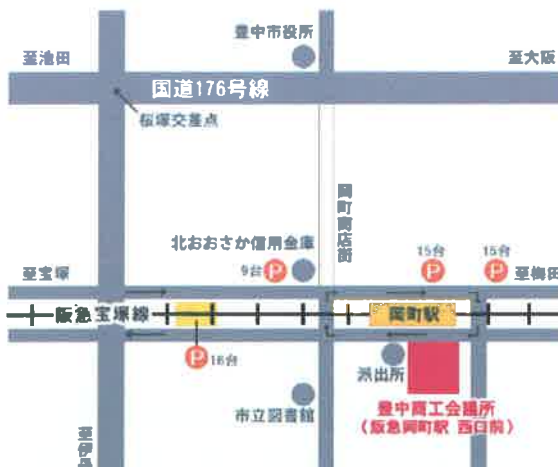 豊中市役所
至池田
至大阪
国道176号線
桜塚交差点
岡町商店街
北おおさか信用金庫
9台 P
15台
P
15台
P
至宝塚
至梅田
阪急宝塚線
岡町駅
P 16台
派出所
市立図書館
豊中商工会議所
(阪急岡町駅 西口前)
至伊丹